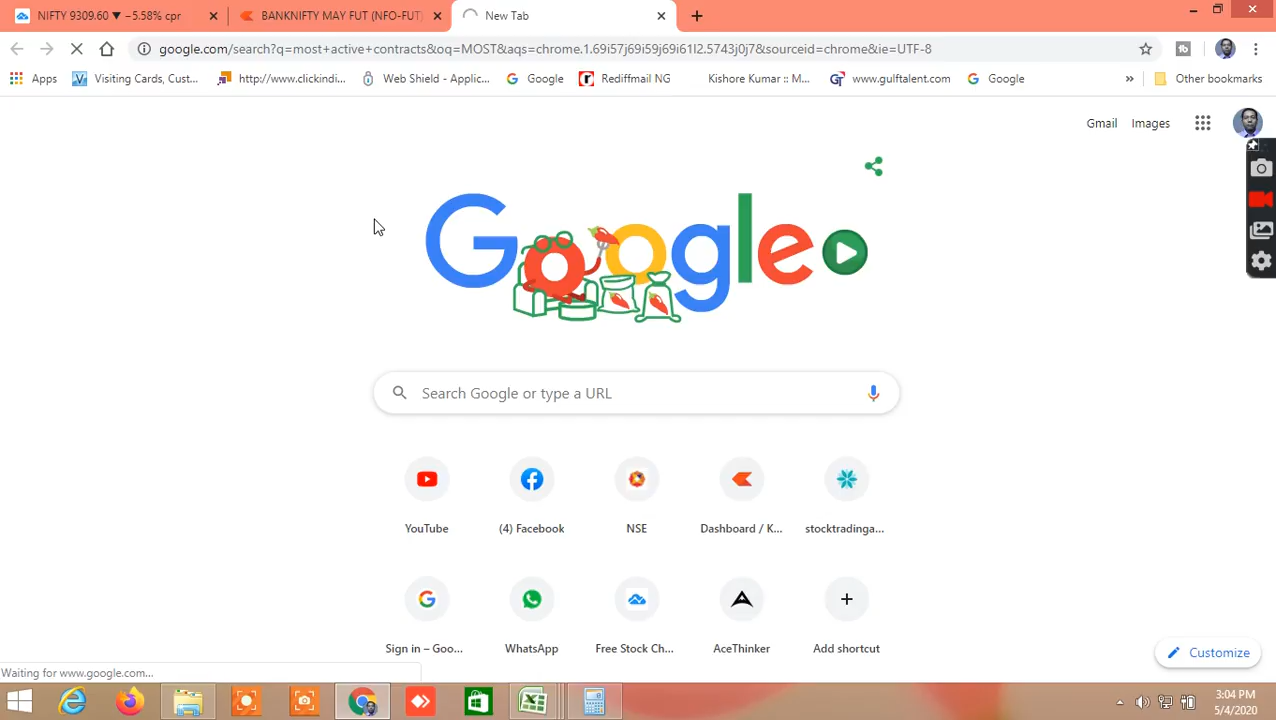 NIFTY 9309.60 ▼ −5.58% cpr
BANKNIFTY MAY FUT (NFO-FUT)
New Tab
google.com/search?q=most+active+contracts&oq=MOST&aqs=chrome.1.69i57j69i59j69i61l2.5743j0j7&sourceid=chrome&ie=UTF-8
Apps
Visiting Cards, Cust...
http://www.clickindi...
Web Shield - Applic...
Google
Rediffmail NG
Kishore Kumar :: M...
www.gulftalent.com
Google
»
Other bookmarks
Gmail
Images
Google
Search Google or type a URL
YouTube
(4) Facebook
NSE
Dashboard / K...
stocktradinga...
Sign in – Goo...
WhatsApp
Free Stock Ch...
AceThinker
Add shortcut
Customize
Waiting for www.google.com...
3:04 PM
5/4/2020